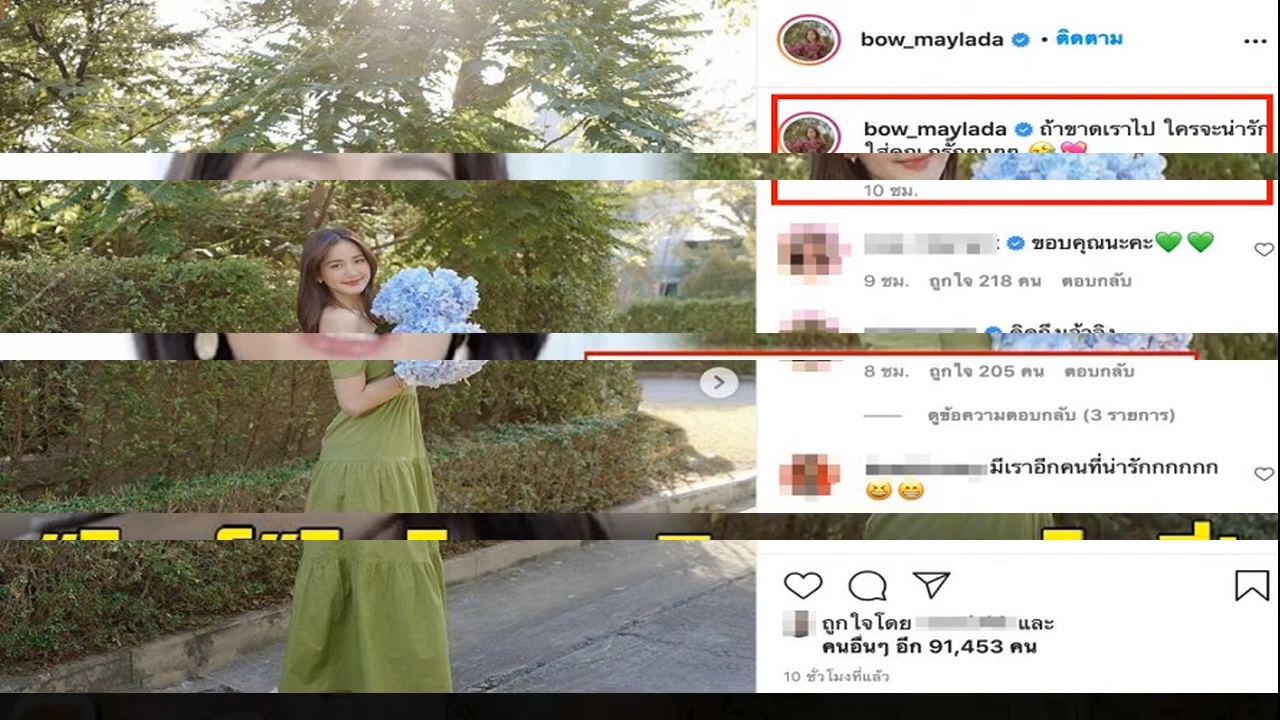 bow_maylada • ติดตาม
bow_maylada ถ้าขาดเราไป ใครจะน่ารัก
10 ชม.
ขอบคุณนะคะ💚💚
9 ชม. ถูกใจ 218 คน ตอบกลับ
8 ชม. ถูกใจ 205 คน ตอบกลับ
ดูข้อความตอบกลับ (3 รายการ)
มีเราอีกคนที่น่ารักกกกกก
😆😁
ถูกใจโดย และ
คนอื่นๆ อีก 91,453 คน
10 ชั่วโมงที่แล้ว